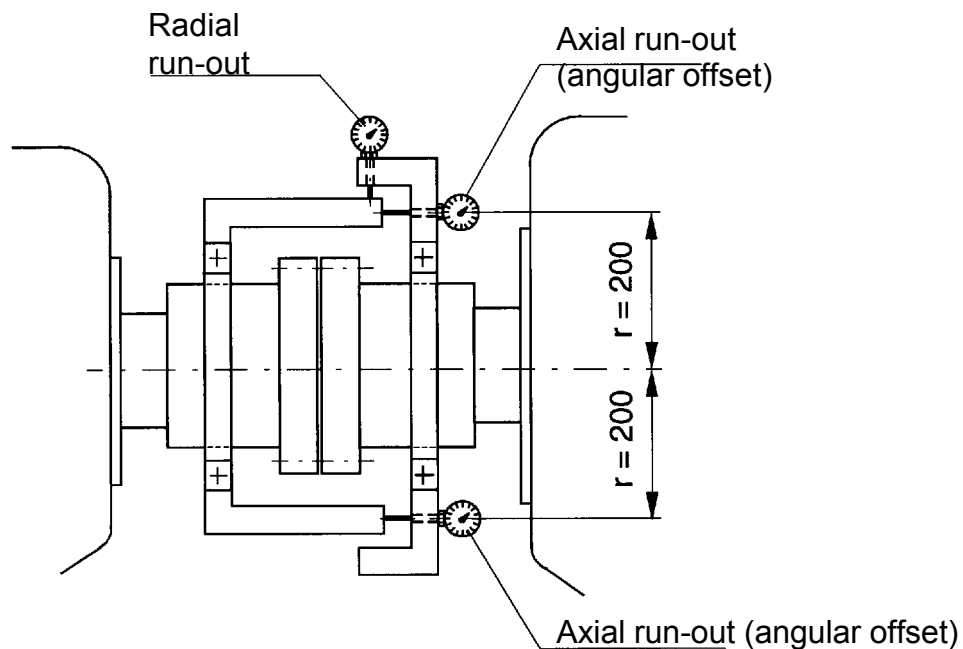 Radial
run-out
Axial run-out
(angular offset)
r = 200
r = 200
Axial run-out (angular offset)